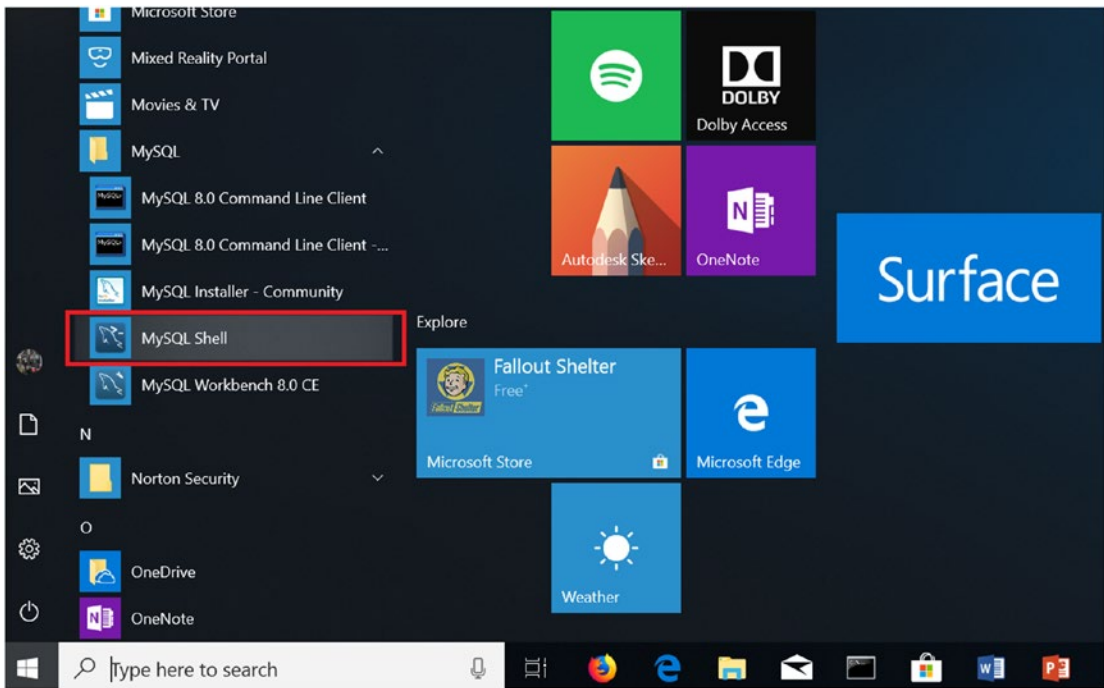 Microsoft Store
Mixed Reality Portal
Movies & TV
MySQL
MySQL 8.0 Command Line Client
MySQL 8.0 Command Line Client -...
MySQL Installer - Community
MySQL Shell
MySQL Workbench 8.0 CE
N
Norton Security
O
OneDrive
OneNote
DOLBY
Dolby Access
Autodesk Ske...
OneNote
Surface
Explore
Fallout Shelter
Free+
Microsoft Store
Microsoft Edge
Weather
Type here to search